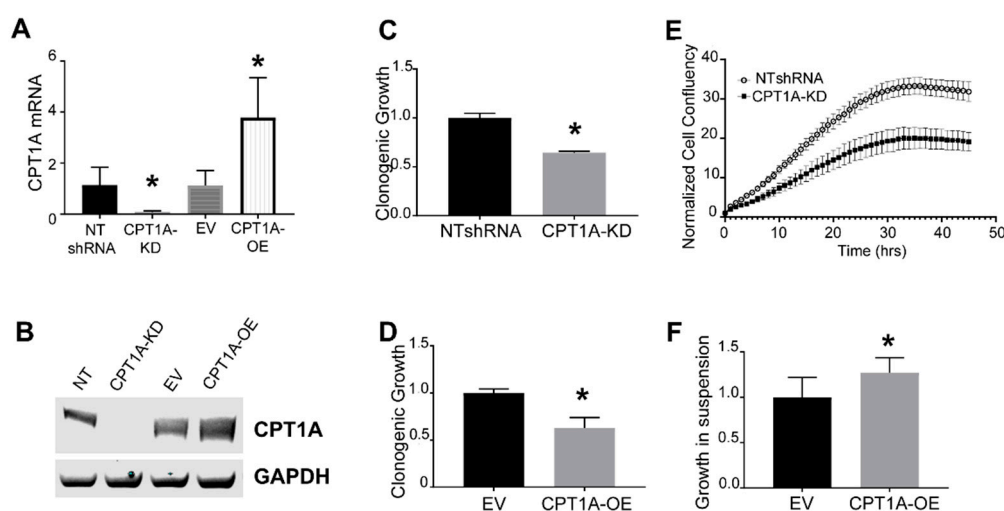 A
CPT1A mRNA
6
4
2
0
*
*
NT
shRNA
CPT1A-
KD
EV
CPT1A-
OE
B
NT
CPT1A-KD
EV
CPT1A-OE
CPT1A
GAPDH
C
Clonogenic Growth
1.5
1.0
0.5
0.0
*
NTshRNA
CPT1A-KD
D
Clonogenic Growth
1.5
1.0
0.5
0.0
*
EV
CPT1A-OE
E
Normalized Cell Confluency
40
30
20
10
0
NTshRNA
CPT1A-KD
0
10
20
30
40
50
Time (hrs)
F
Growth in suspension
1.5
1.0
0.5
0.0
*
EV
CPT1A-OE